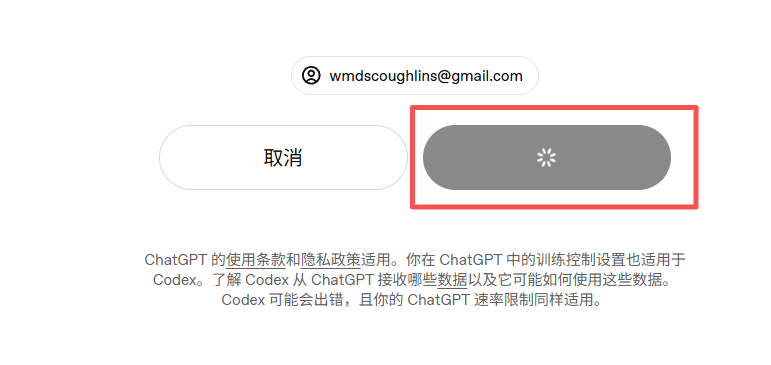 wmdscoughlins@gmail.com
取消
ChatGPT 的使用条款和隐私政策适用。你在 ChatGPT 中的训练控制设置也适用于
Codex。了解 Codex 从 ChatGPT 接收哪些数据以及它可能如何使用这些数据。
Codex 可能会出错，且你的 ChatGPT 速率限制同样适用。